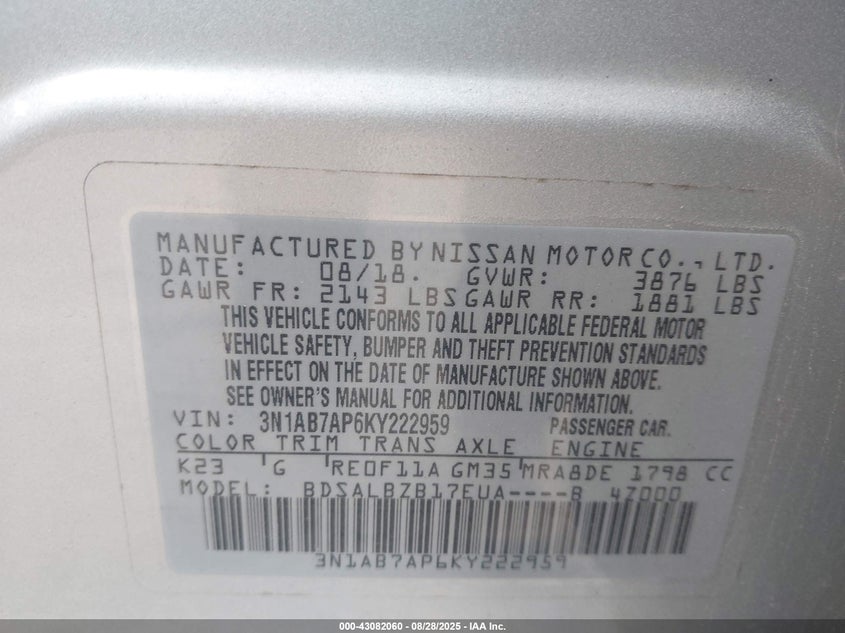 MANUFACTURED BY NISSAN MOTOR CO., LTD.
DATE: 08/18. GVWR: 3876 LBS
GAWR FR: 2143 LBS GAWR RR: 1881 LBS
THIS VEHICLE CONFORMS TO ALL APPLICABLE FEDERAL MOTOR
VEHICLE SAFETY, BUMPER AND THEFT PREVENTION STANDARDS
IN EFFECT ON THE DATE OF MANUFACTURE SHOWN ABOVE.
SEE OWNER'S MANUAL FOR ADDITIONAL INFORMATION.
VIN: 3N1AB7AP6KY222959 PASSENGER CAR.
COLOR TRIM TRANS AXLE ENGINE
K23 G RE0F11A GM35 MRA8DE 1798 CC
MODEL: BDSALBZB17EUA----B 4Z000
3N1AB7AP6KY222959
000-43082060 - 08/28/2025 - IAA Inc.